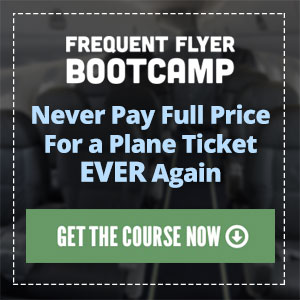 FREQUENT FLYER
BOOTCAMP
Never Pay Full Price
For a Plane Ticket
EVER Again
GET THE COURSE NOW